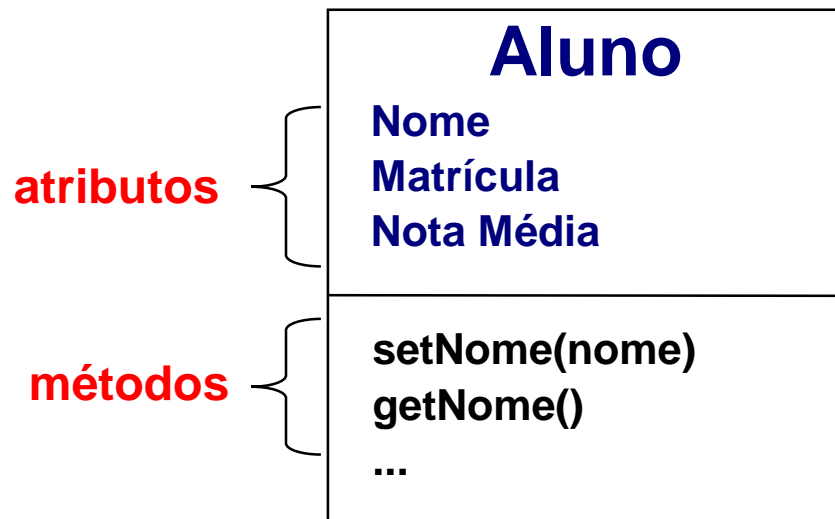 Aluno
Nome
Matrícula
atributos
Nota Média
setNome(nome)
métodos
getNome()
...